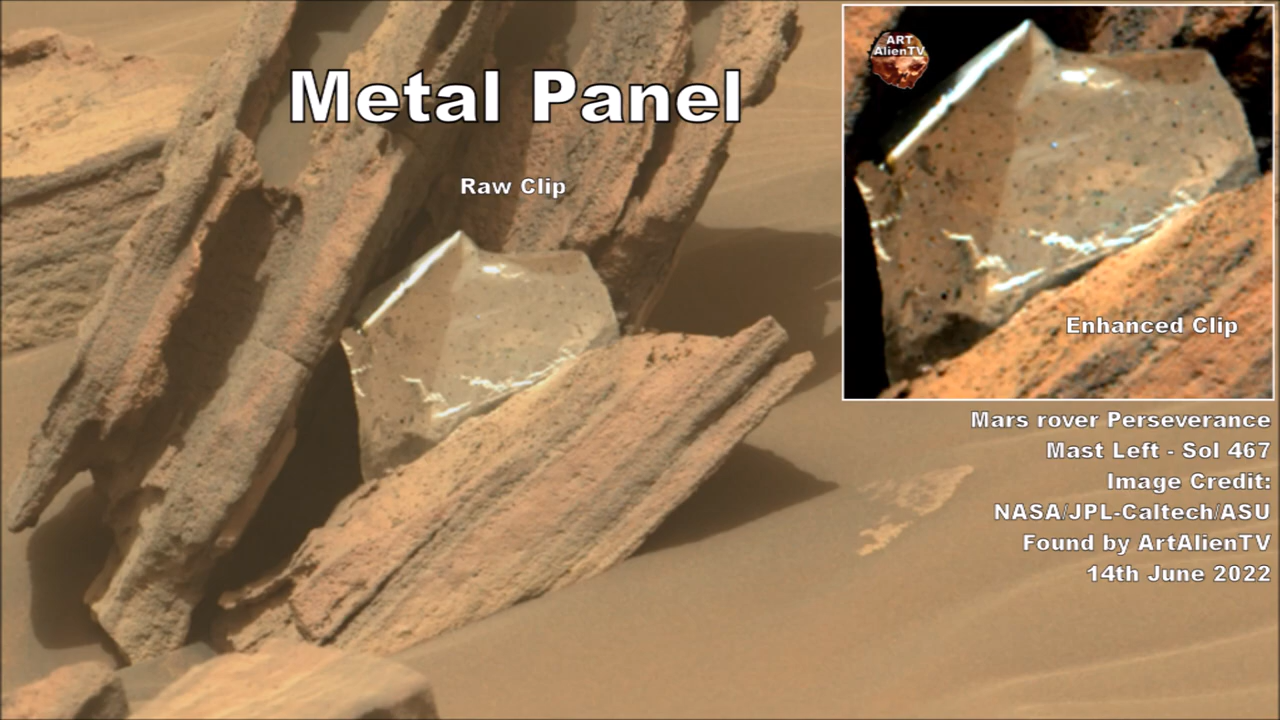 Metal Panel
Raw Clip
ART
AlienTV
Enhanced Clip
Mars rover Perseverance
Mast Left - Sol 467
Image Credit:
NASA/JPL-Caltech/ASU
Found by ArtAlienTV
14th June 2022